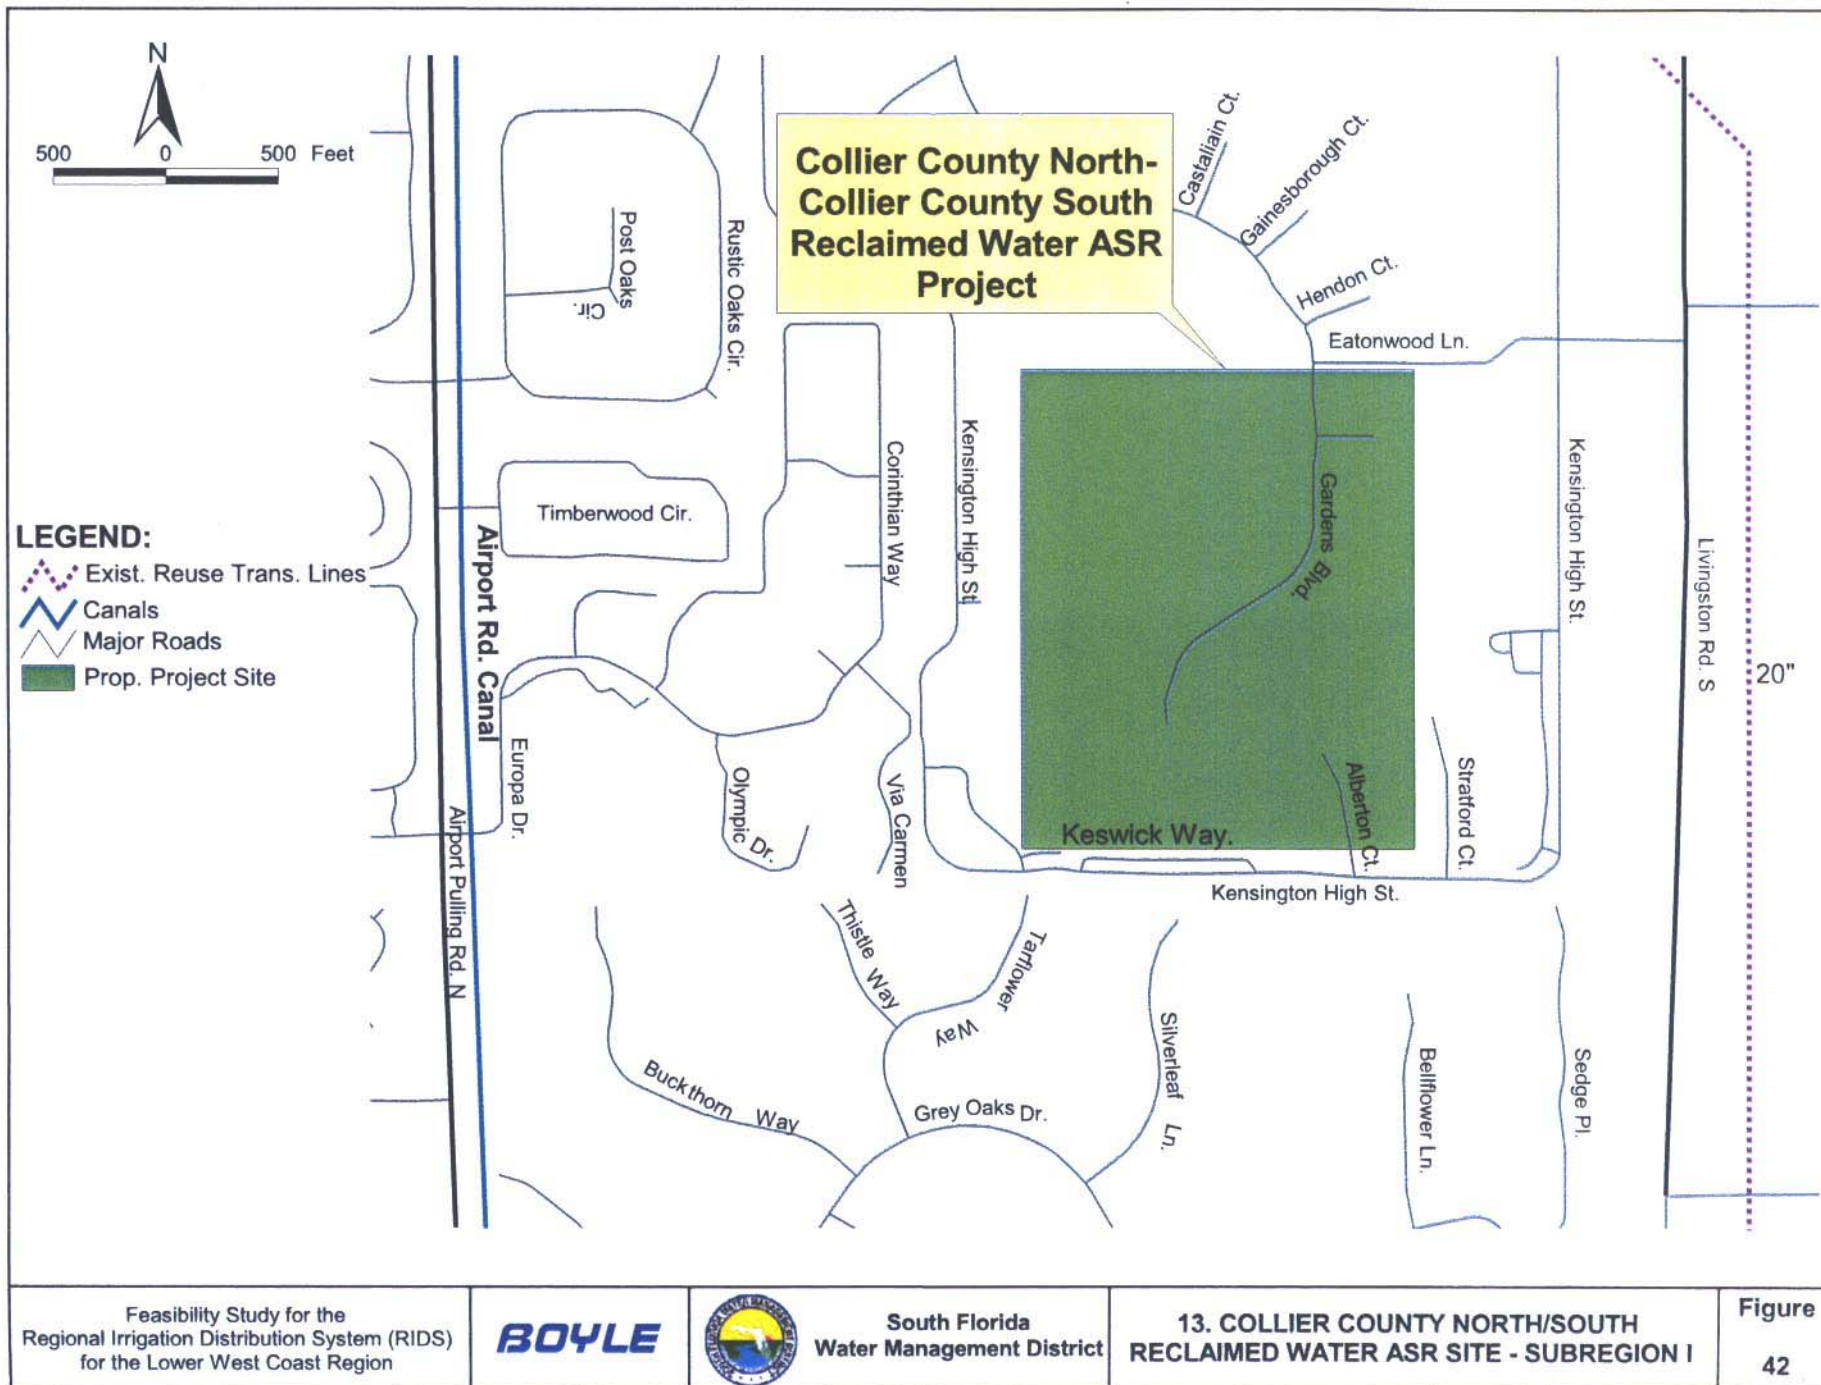 N
500 0 500 Feet
Collier County North-
Collier County South
Reclaimed Water ASR
Project
Castaliain Ct.
Gainesborough Ct.
Hendon Ct.
Eatonwood Ln.
Post Oaks
Cir.
Rustic Oaks Cir.
Timberwood Cir.
Corinthian Way
Kensington High St.
Gardens Blvd.
Kensington High St.
Livingston Rd. S
20"
LEGEND:
Exist. Reuse Trans. Lines
Canals
Major Roads
Prop. Project Site
Airport Rd. Canal
Airport Pulling Rd. N
Europa Dr.
Olympic Dr.
Via Carmen
Keswick Way.
Alberton Ct.
Stratford Ct.
Kensington High St.
Thistle Way
Tarflower
Way
Silverleaf Ln.
Buckthorn Way
Grey Oaks Dr.
Bellflower Ln.
Sedge Pl.
Feasibility Study for the
Regional Irrigation Distribution System (RIDS)
for the Lower West Coast Region
BOYLE
South Florida
Water Management District
13. COLLIER COUNTY NORTH/SOUTH
RECLAIMED WATER ASR SITE - SUBREGION I
Figure
42